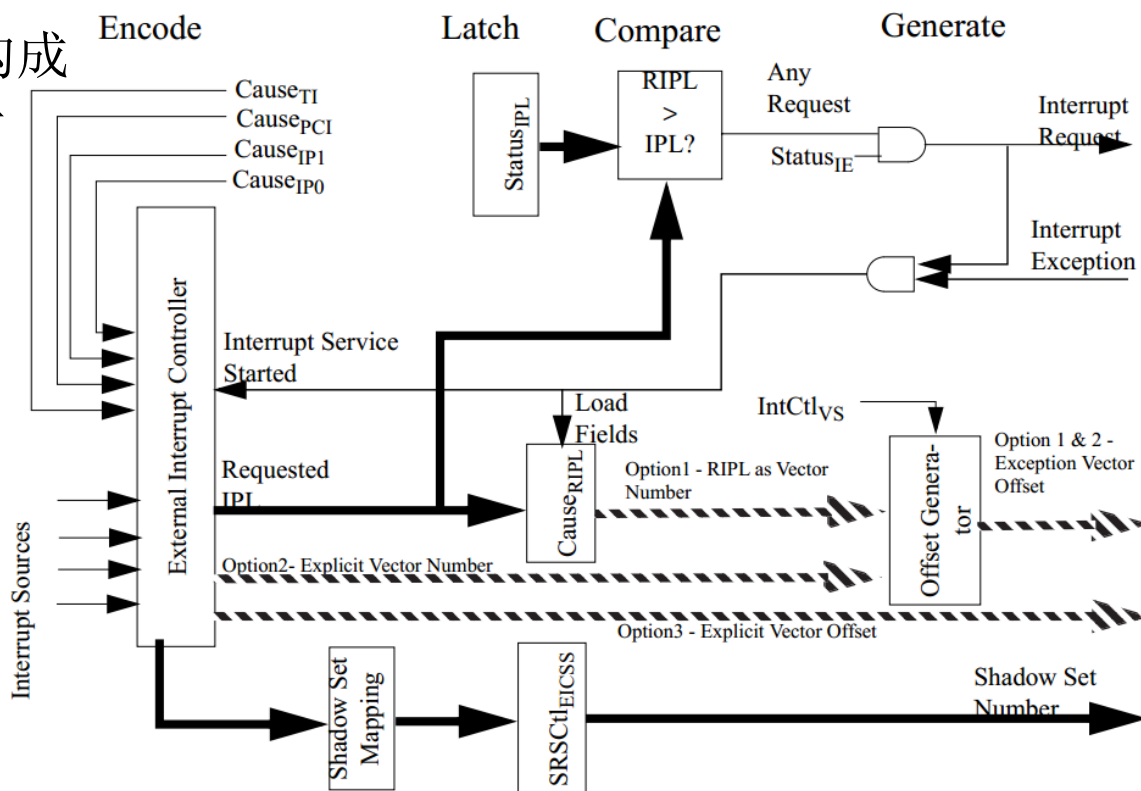 构成
Encode
Latch
Compare
Generate
Cause_TI
Cause_PCI
Cause_IP1
Cause_IP0
Status_IPL
RIPL
>
IPL?
Any
Request
Status_IE
Interrupt
Request
Interrupt
Exception
External Interrupt Controller
Interrupt Service
Started
Load
Fields
IntCtl_VS
Requested
IPL
Cause_RIPL
Option1 - RIPL as Vector
Number
Offset Genera-
tor
Option 1 & 2 -
Exception Vector
Offset
Interrupt Sources
Option2- Explicit Vector Number
Option3 - Explicit Vector Offset
Shadow Set
Mapping
SRSCtl_EICSS
Shadow Set
Number